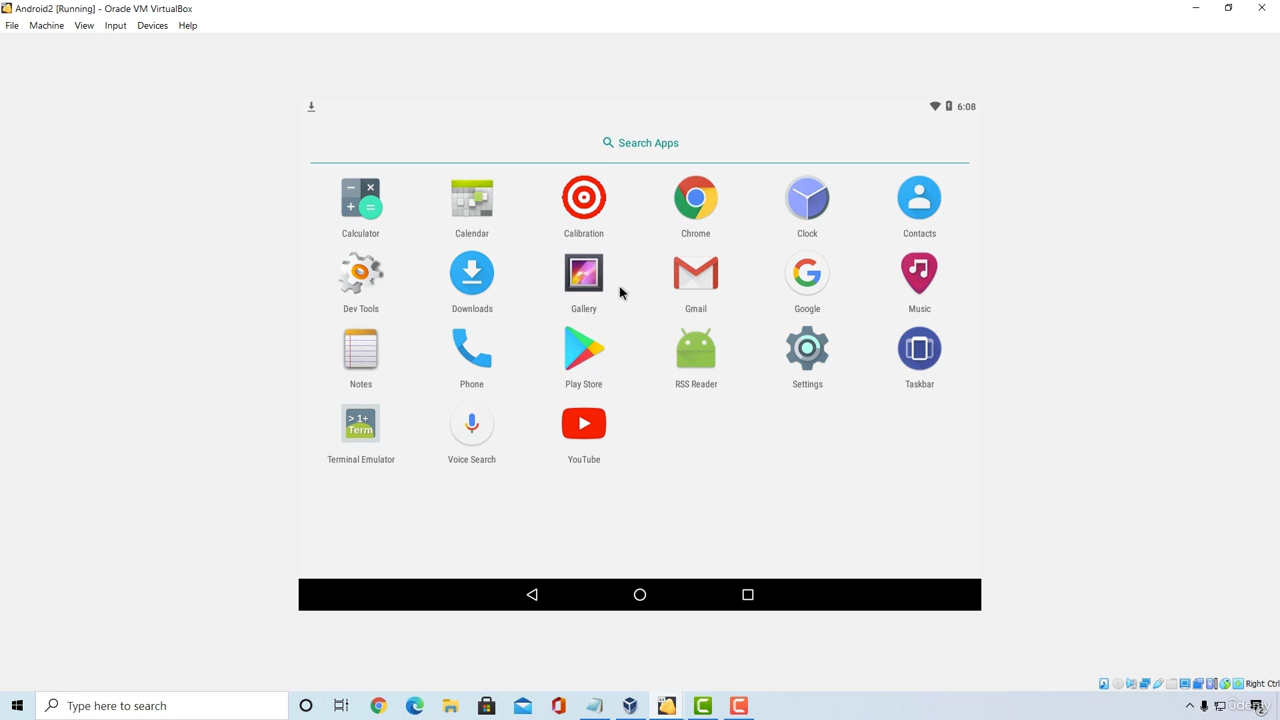 Android2 [Running] - Oracle VM VirtualBox
File Machine View Input Devices Help
6:08
Search Apps
Calculator Calendar Calibration Chrome Clock Contacts
Dev Tools Downloads Gallery Gmail Google Music
Notes Phone Play Store RSS Reader Settings Taskbar
> 1+
Term
Terminal Emulator Voice Search YouTube
Right Ctrl
Type here to search